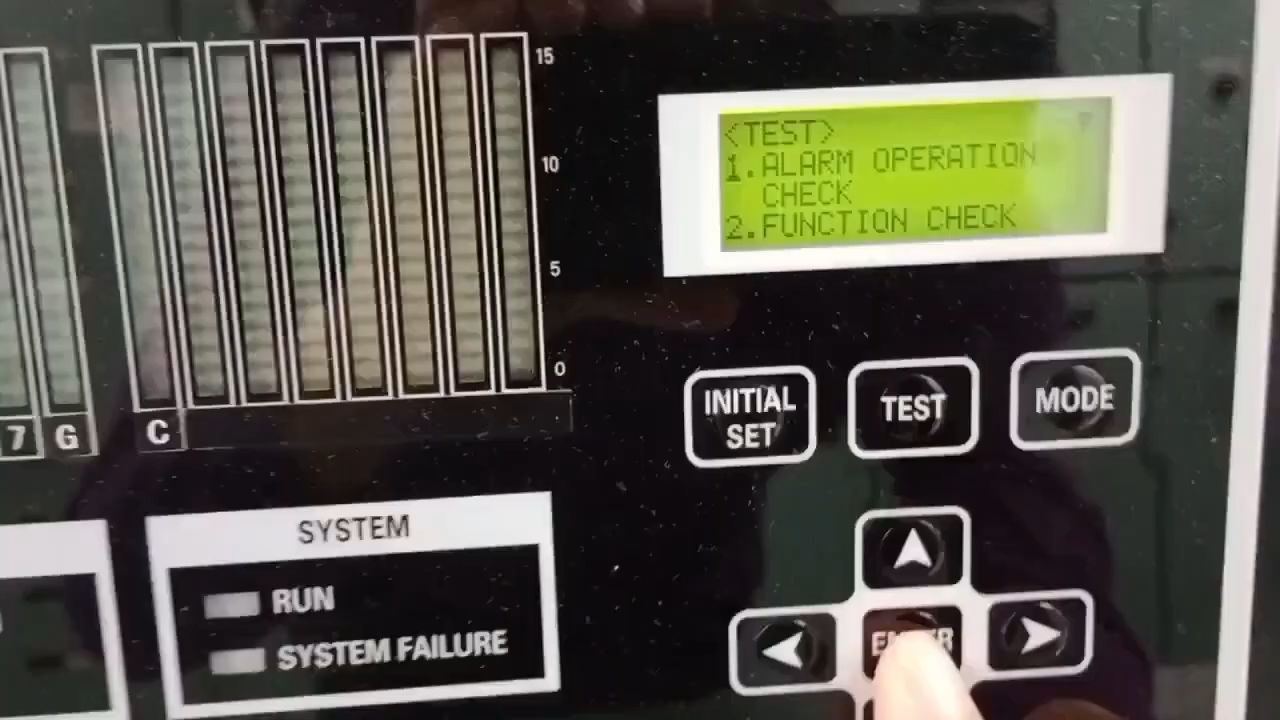 15
10
5
0
7 G C
<TEST>
1.ALARM OPERATION
CHECK
2.FUNCTION CHECK
INITIAL
SET
TEST
MODE
SYSTEM
RUN
SYSTEM FAILURE